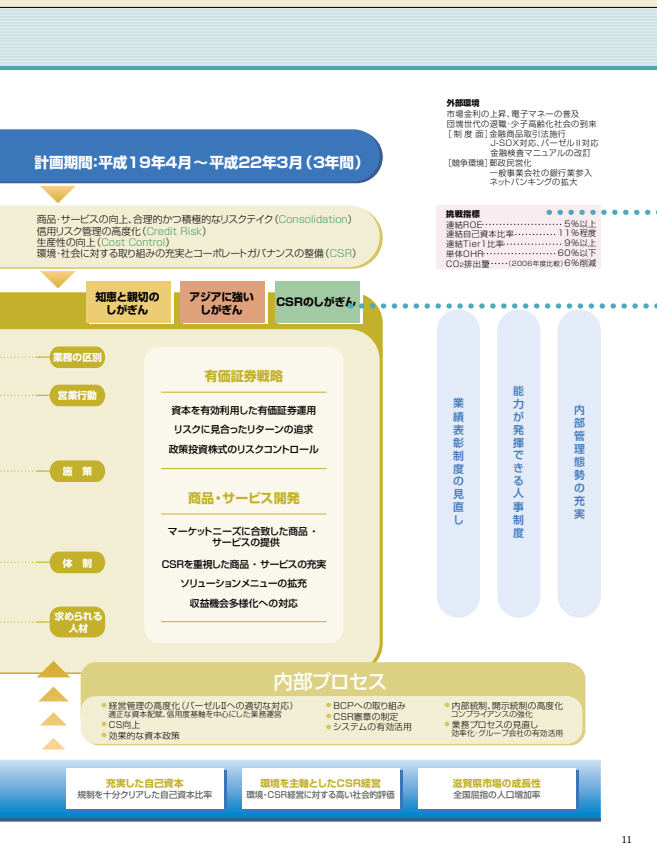 外部環境
市場金利の上昇、電子マネーの普及
団塊世代の退職・少子高齢化社会の到来
［制 度 面］金融商品取引法施行
J-SOX対応、バーゼルⅡ対応
金融検査マニュアルの改訂
［競争環境］郵政民営化
一般事業会社の銀行業参入
ネットバンキングの拡大
計画期間:平成19年4月～平成22年3月（3年間）
商品・サービスの向上、合理的かつ積極的なリスクテイク（Consolidation）
信用リスク管理の高度化（Credit Risk）
生産性の向上（Cost Control）
環境・社会に対する取り組みの充実とコーポレートガバナンスの整備（CSR）
挑戦指標
連結ROE‥‥‥‥‥‥‥‥‥5%以上
連結自己資本比率‥‥‥‥‥11%程度
連結Tier1比率‥‥‥‥‥‥9%以上
単体OHR‥‥‥‥‥‥‥‥60%以下
CO₂排出量‥‥（2006年度比較）6%削減
知恵と親切の
しがぎん
アジアに強い
しがぎん
CSRのしがぎん
業務の区別
営業行動
施 策
体 制
求められる
人材
有価証券戦略
資本を有効利用した有価証券運用
リスクに見合ったリターンの追求
政策投資株式のリスクコントロール
商品・サービス開発
マーケットニーズに合致した商品・
サービスの提供
CSRを重視した商品・サービスの充実
ソリューションメニューの拡充
収益機会多様化への対応
業績表彰制度の見直し
能力が発揮できる人事制度
内部管理態勢の充実
内部プロセス
●経営管理の高度化（バーゼルⅡへの適切な対応）
適正な資本配賦、信用度基軸を中心にした業務運営
●CS向上
●効果的な資本政策
●BCPへの取り組み
●CSR憲章の制定
●システムの有効活用
●内部統制、開示統制の高度化
コンプライアンスの強化
●業務プロセスの見直し
効率化・グループ会社の有効活用
充実した自己資本
規制を十分クリアした自己資本比率
環境を主軸としたCSR経営
環境・CSR経営に対する高い社会的評価
滋賀県市場の成長性
全国屈指の人口増加率
11